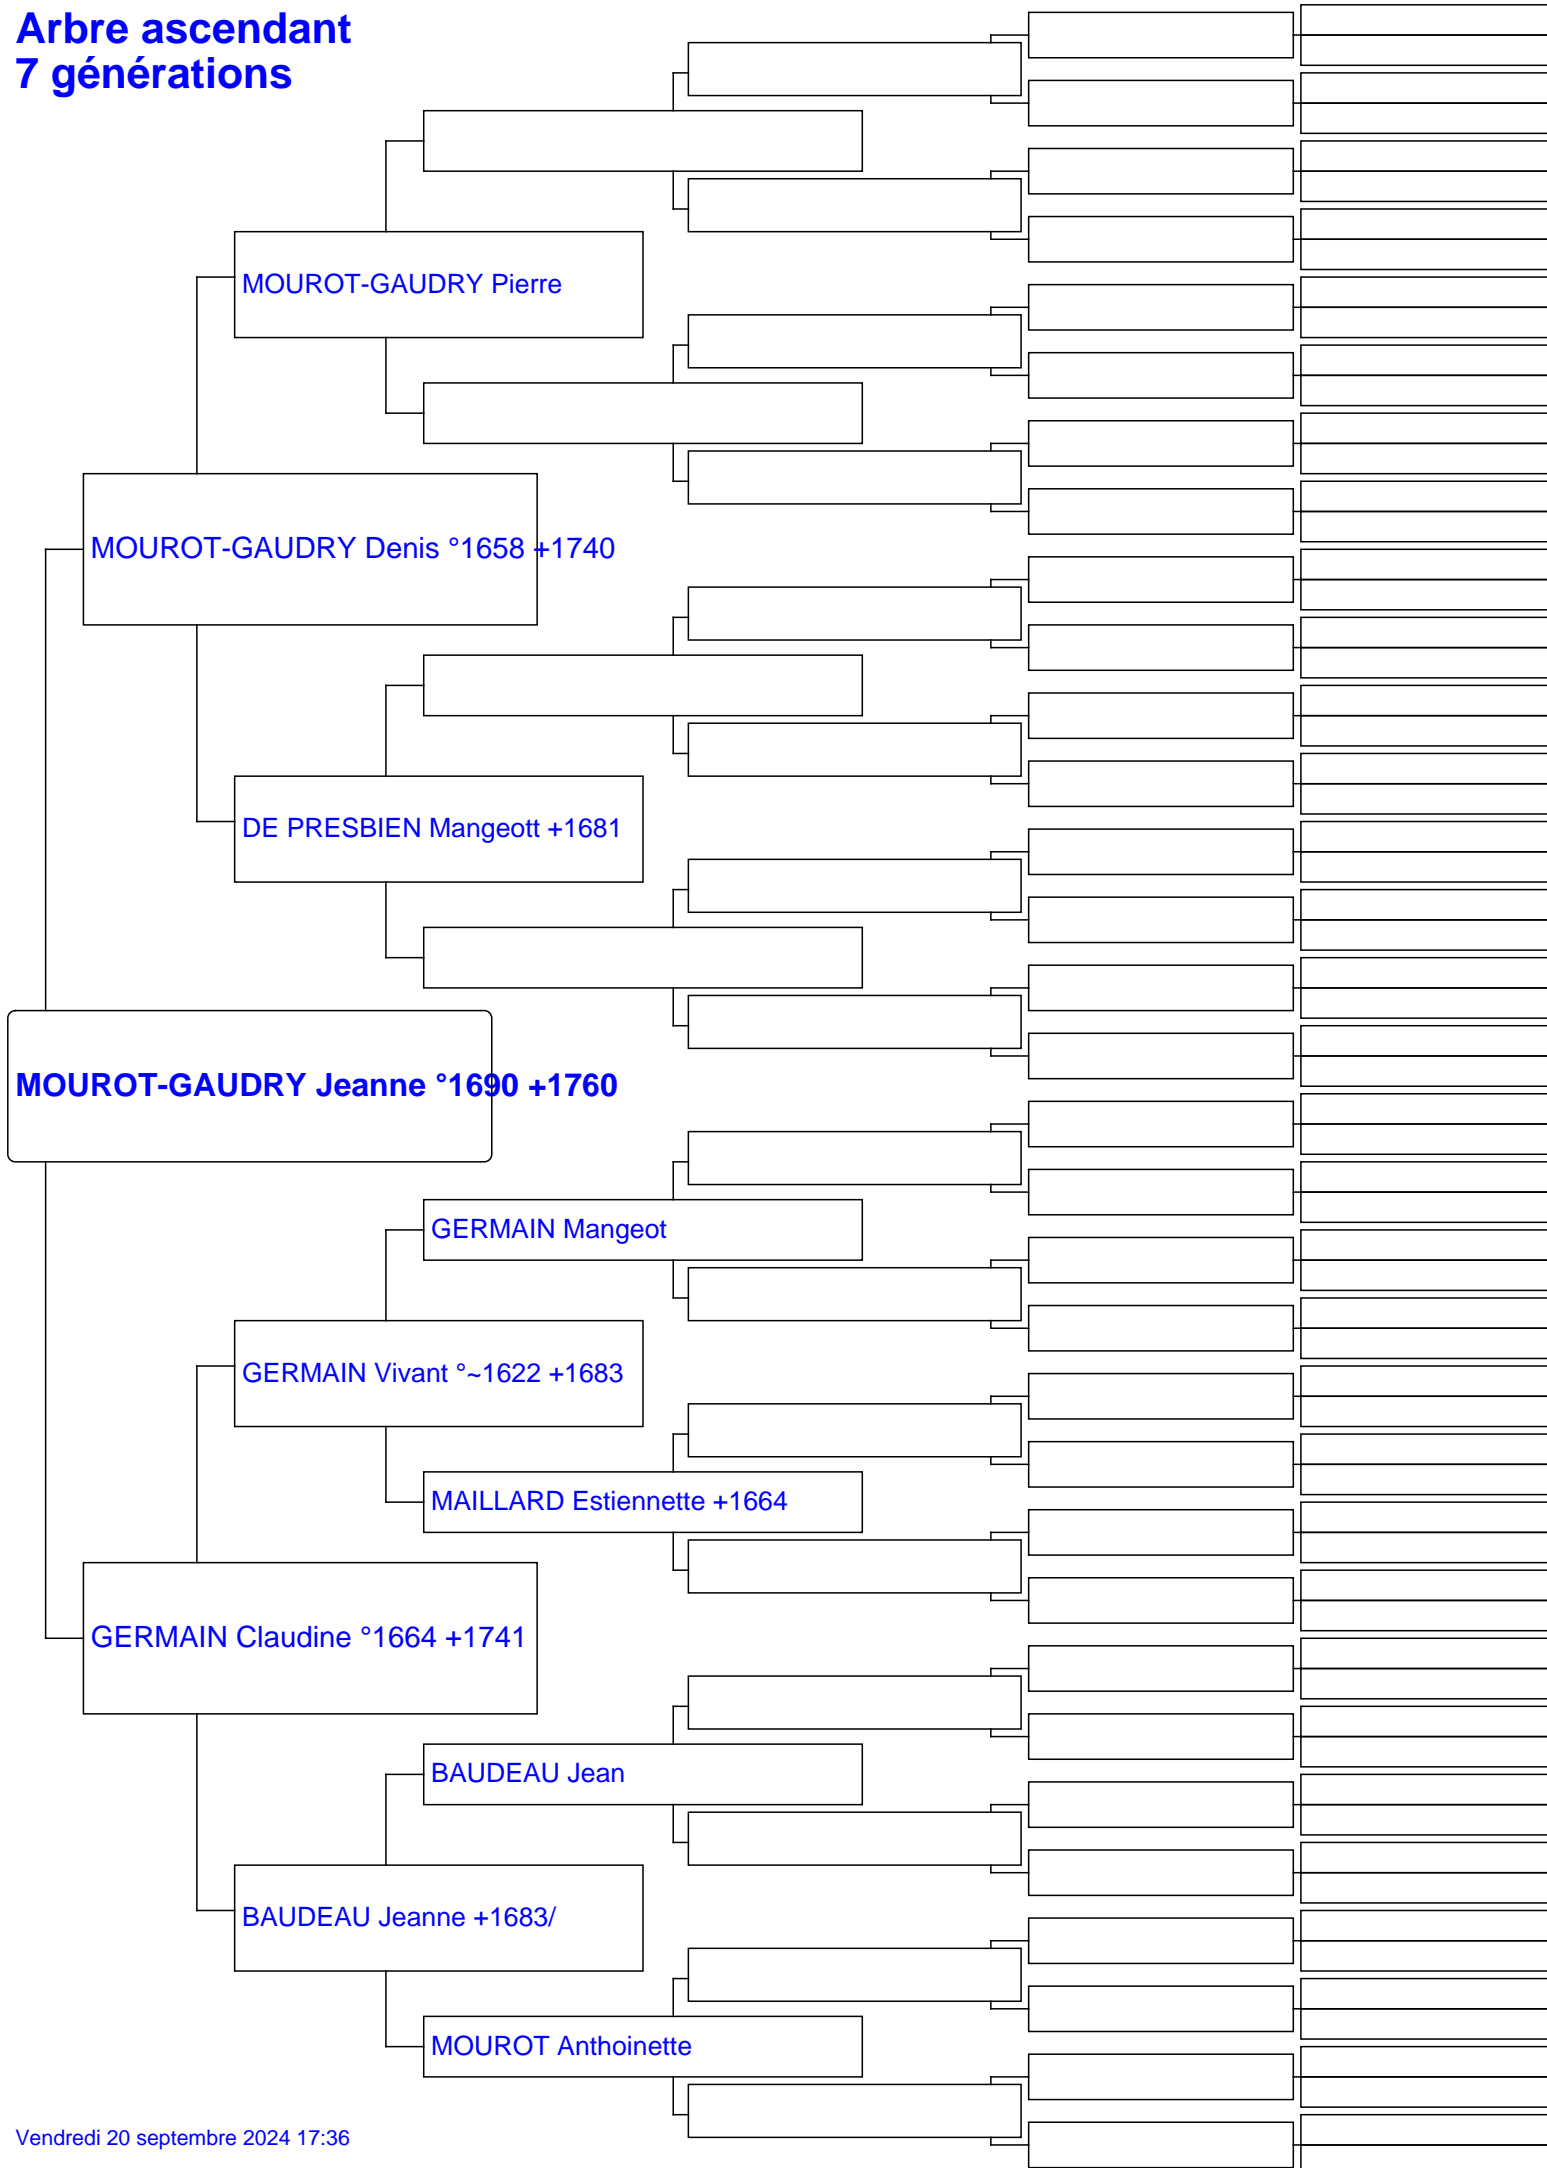 Arbre ascendant
7 générations
MOUROT-GAUDRY Pierre
MOUROT-GAUDRY Denis °1658 +1740
DE PRESBIEN Mangeott +1681
MOUROT-GAUDRY Jeanne °1690 +1760
GERMAIN Mangeot
GERMAIN Vivant °~1622 +1683
MAILLARD Estiennette +1664
GERMAIN Claudine °1664 +1741
BAUDEAU Jean
BAUDEAU Jeanne +1683/
MOUROT Anthoinette
Vendredi 20 septembre 2024 17:36